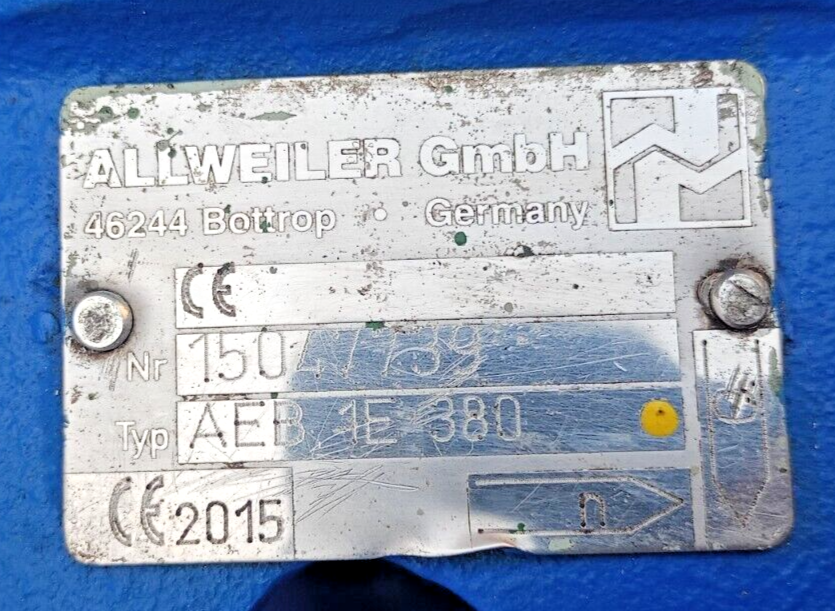 ALLWEILER GmbH
46244 Bottrop · Germany
CE
Nr
Typ AEB 1E 380
CE 2015
n